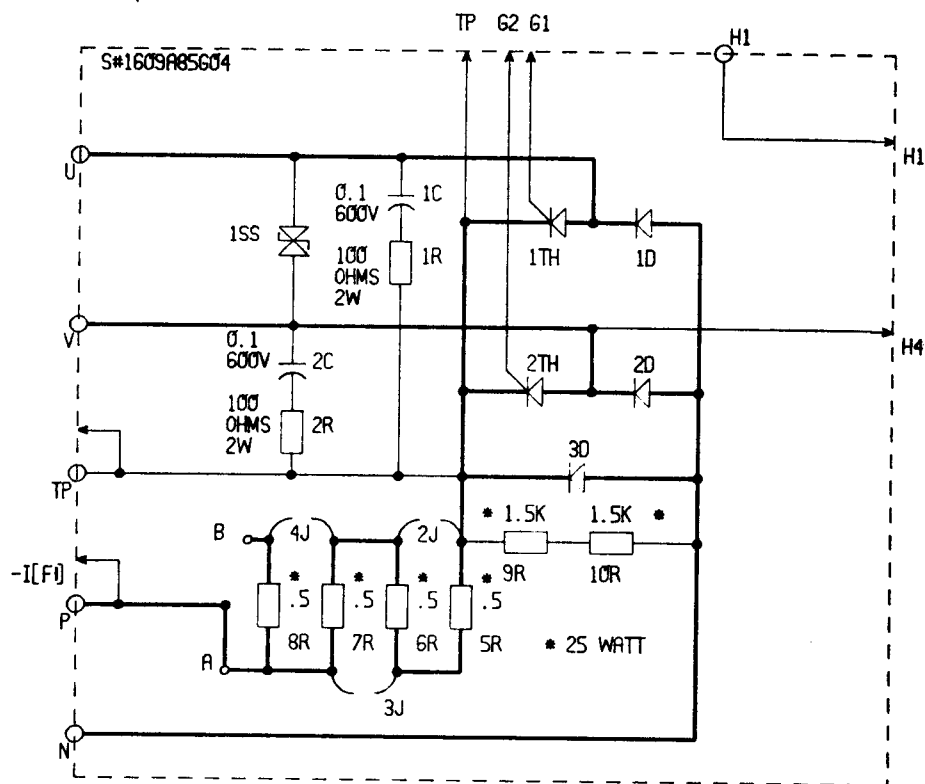 TP G2 G1
H1
S#1609A85G04
H1
U
0.1
600V
1C
1SS
100
OHMS
2W
1R
1TH
1D
V
H4
0.1
600V
2C
2TH
2D
100
OHMS
2W
2R
3D
TP
* 1.5K
1.5K *
B
4J
2J
9R
10R
-I[F1]
* .5
* .5
* .5
* .5
P
8R
7R
6R
5R
* 25 WATT
A
3J
N